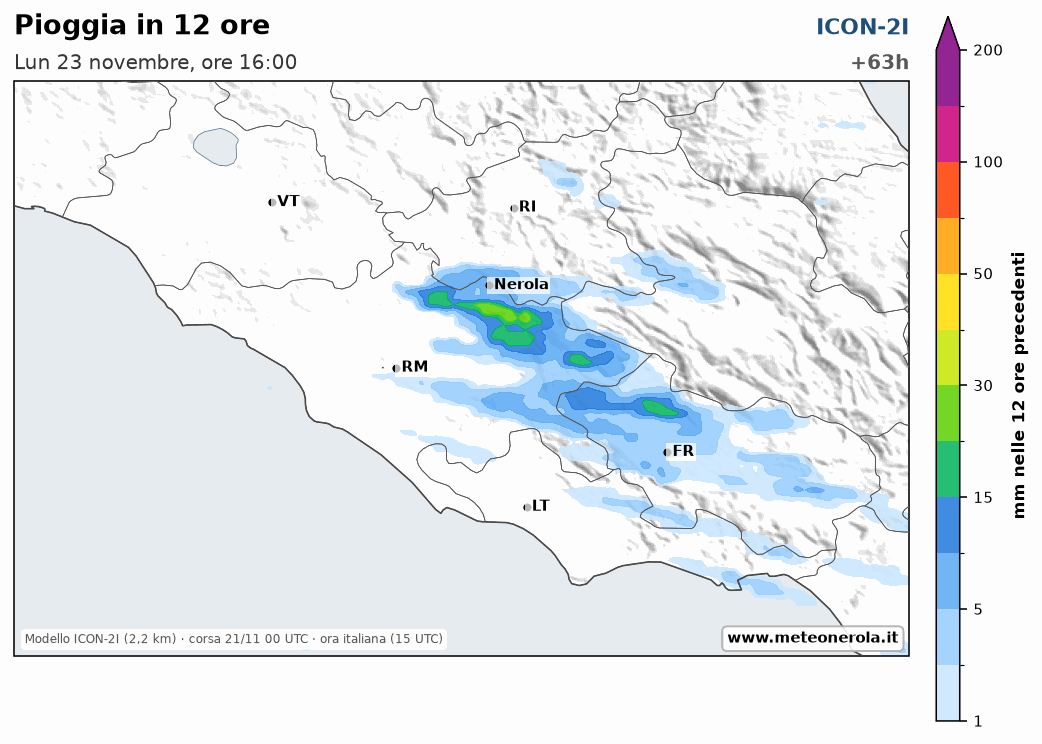 Pioggia in 12 ore
ICON-2I
Lun 23 novembre, ore 16:00
+63h
VT
RI
Nerola
RM
FR
LT
Modello ICON-2I (2,2 km) · corsa 21/11 00 UTC · ora italiana (15 UTC)
www.meteonerola.it
200
100
50
30
15
5
1
mm nelle 12 ore precedenti